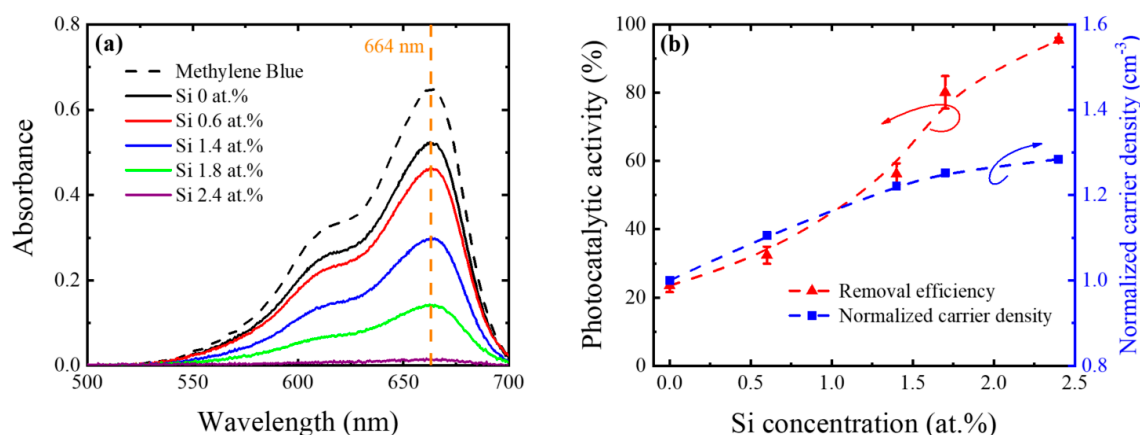 (a)
664 nm
Methylene Blue
Si 0 at.%
Si 0.6 at.%
Si 1.4 at.%
Si 1.8 at.%
Si 2.4 at.%
0.8
0.6
0.4
0.2
0.0
Absorbance
500
550
600
650
700
Wavelength (nm)
(b)
100
80
60
40
20
0
Photocatalytic activity (%)
Removal efficiency
Normalized carrier density
1.6
1.4
1.2
1.0
0.8
Normalized carrier density (cm⁻³)
0.0
0.5
1.0
1.5
2.0
2.5
Si concentration (at.%)